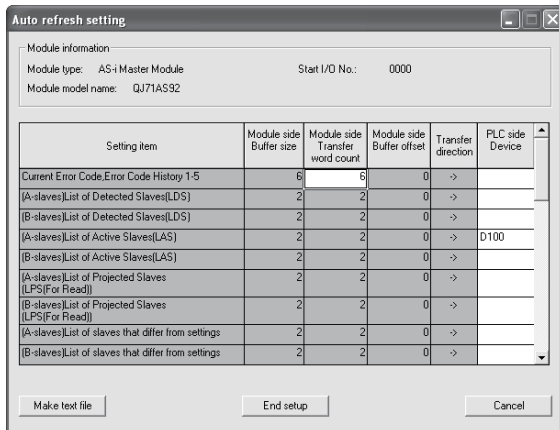 Auto refresh setting
Module information
Module type: AS-i Master Module Start I/O No.: 0000
Module model name: QJ71AS92
Setting item
Module side
Buffer size
Module side
Transfer
word count
Module side
Buffer offset
Transfer
direction
PLC side
Device
Current Error Code,Error Code History 1-5 6 6 0 ->
(A-slaves)List of Detected Slaves(LDS) 2 2 0 ->
(B-slaves)List of Detected Slaves(LDS) 2 2 0 ->
(A-slaves)List of Active Slaves(LAS) 2 2 0 -> D100
(B-slaves)List of Active Slaves(LAS) 2 2 0 ->
(A-slaves)List of Projected Slaves
(LPS(For Read)) 2 2 0 ->
(B-slaves)List of Projected Slaves
(LPS(For Read)) 2 2 0 ->
(A-slaves)List of slaves that differ from settings 2 2 0 ->
(B-slaves)List of slaves that differ from settings 2 2 0 ->
Make text file End setup Cancel